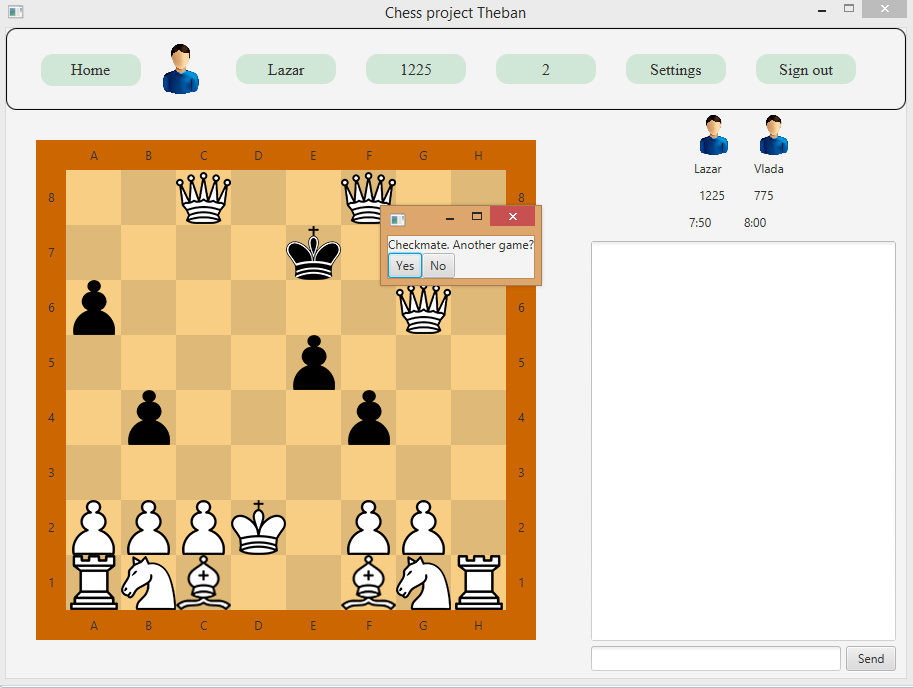 Chess project Theban
Home Lazar 1225 2 Settings Sign out
Lazar Vlada
1225 775
7:50 8:00
A B C D E F G H
8 8
7
6 6
5 5
4 4
3 3
2 2
1 1
A B C D E F G H
Checkmate. Another game?
Yes No
Send